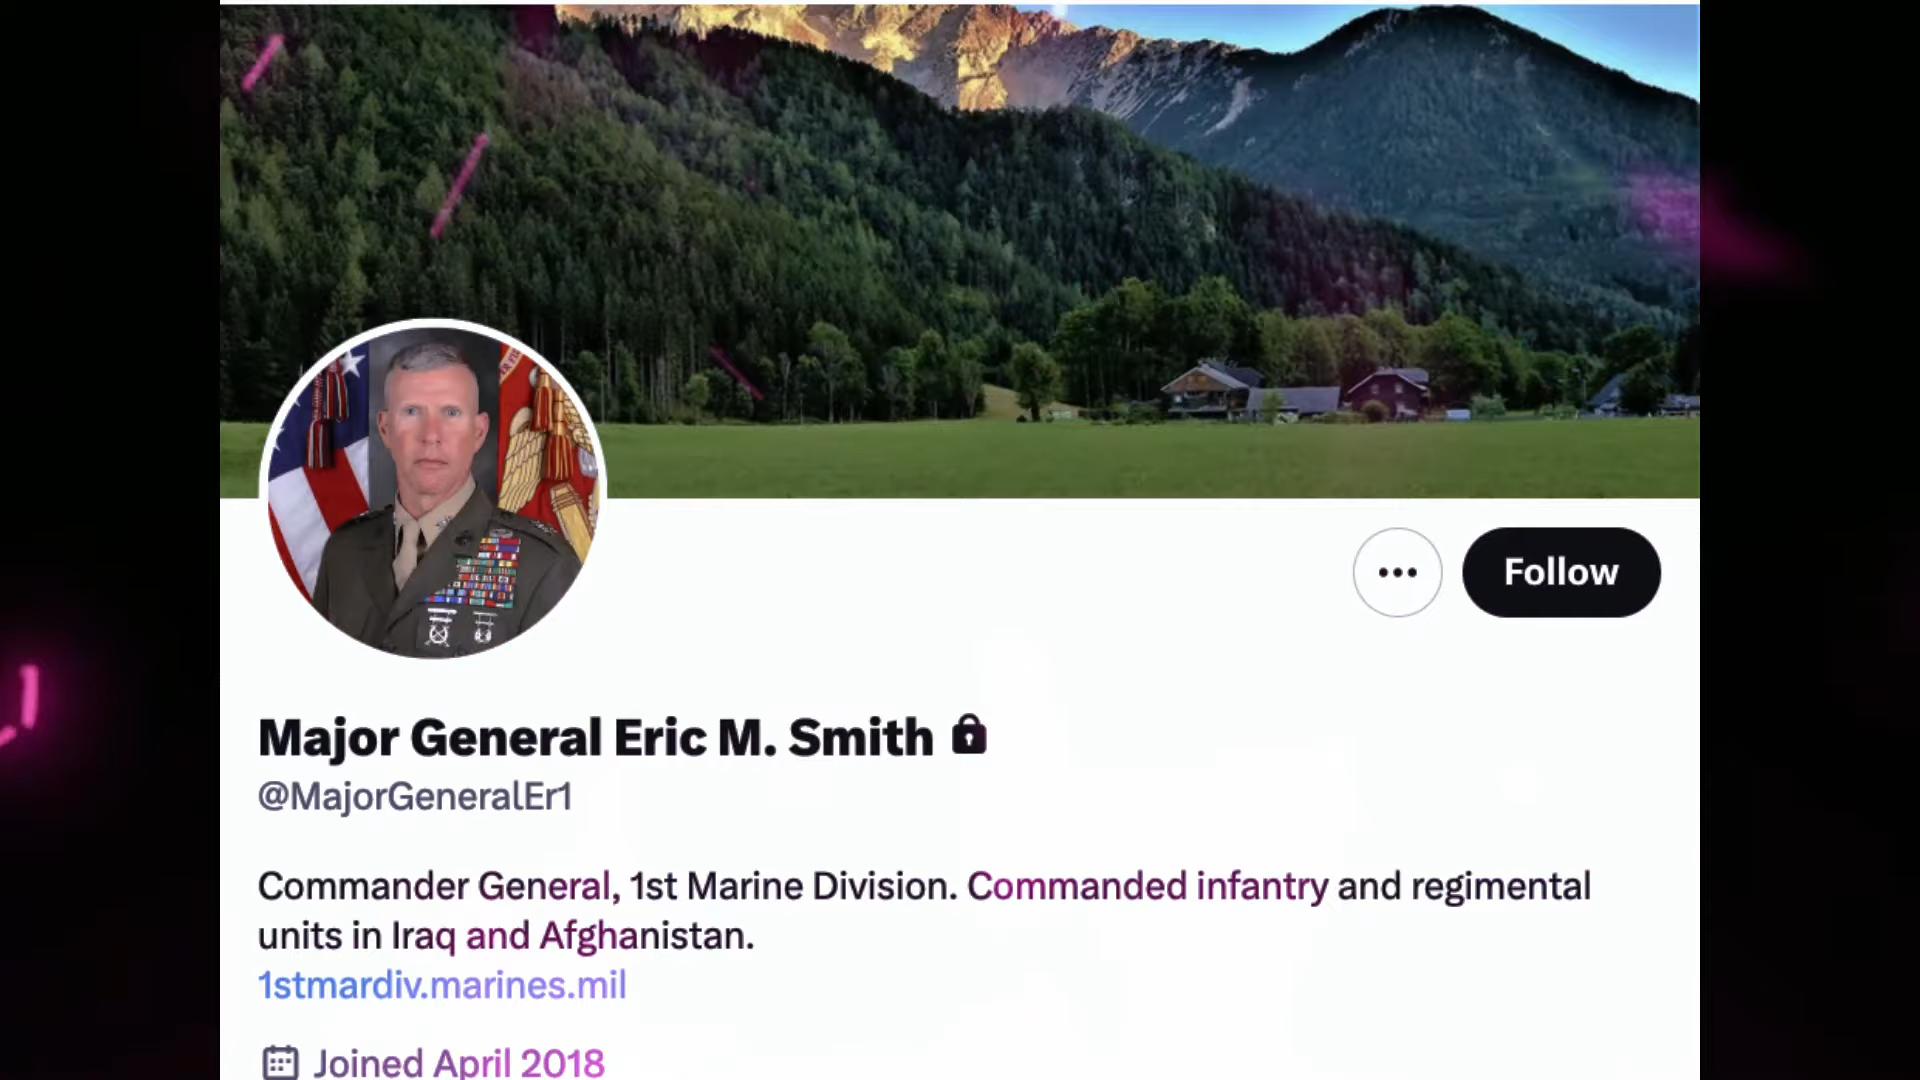 Follow
Major General Eric M. Smith
@MajorGeneralEr1
Commander General, 1st Marine Division. Commanded infantry and regimental
units in Iraq and Afghanistan.
1stmardiv.marines.mil
Joined April 2018